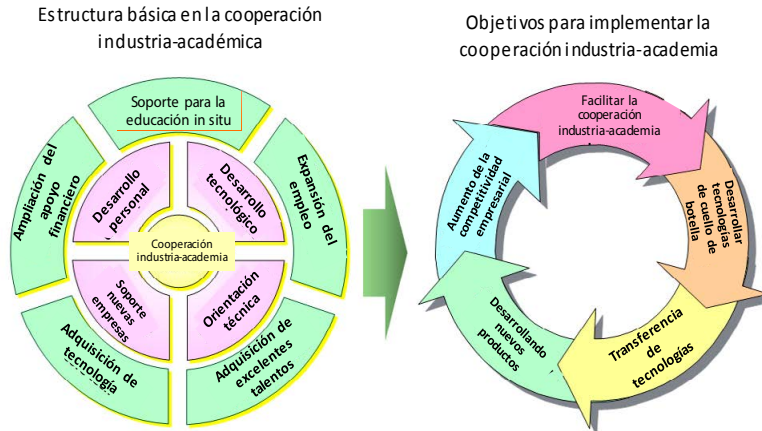 Estructura básica en la cooperación
industria-académica
Objetivos para implementar la
cooperación industria-academia
Soporte para la
educación in situ
Ampliación del
apoyo
financiero
Expansión del
empleo
Desarrollo
personal
Desarrollo
tecnológico
Cooperación
industria-academia
Soporte
nuevas
empresas
Orientación
técnica
Adquisición de
tecnología
Adquisición de
excelentes
talentos
Facilitar la
cooperación
industria-academia
Desarrollar
tecnologías
de cuello de
botella
Transferencia
de
tecnologías
Desarrollando
nuevos
productos
Aumento de la
competitividad
empresarial